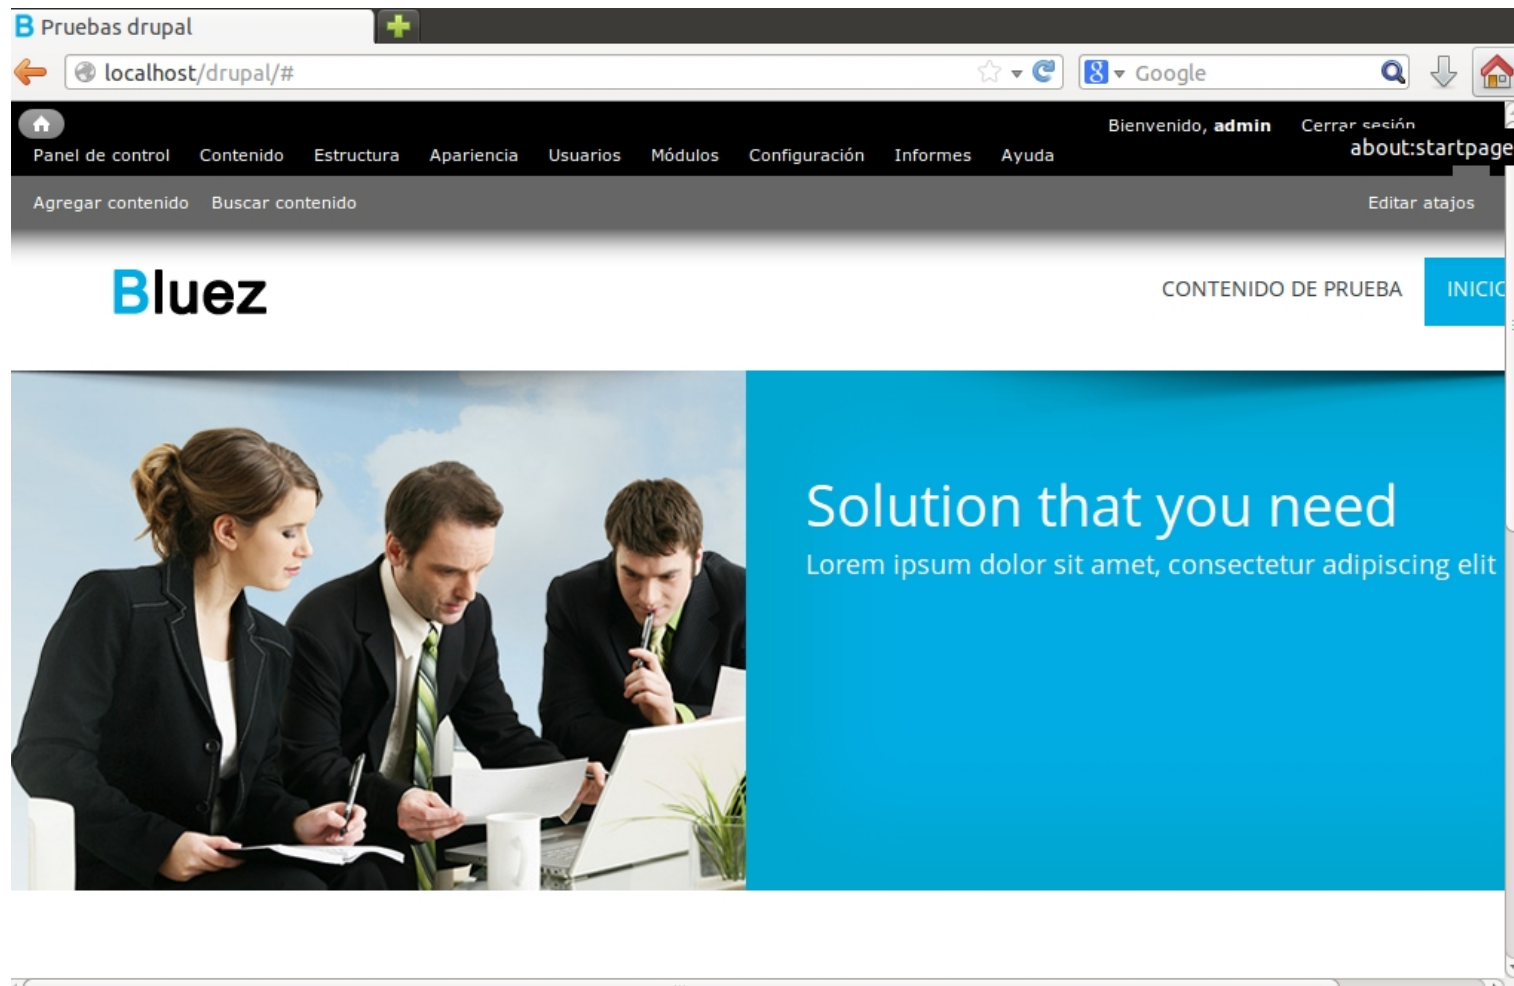 B Pruebas drupal
localhost/drupal/#
8 Google
Bienvenido, admin Cerrar sesión
about:startpage
Panel de control Contenido Estructura Apariencia Usuarios Módulos Configuración Informes Ayuda
Agregar contenido Buscar contenido Editar atajos
Bluez
CONTENIDO DE PRUEBA INICIO
Solution that you need
Lorem ipsum dolor sit amet, consectetur adipiscing elit